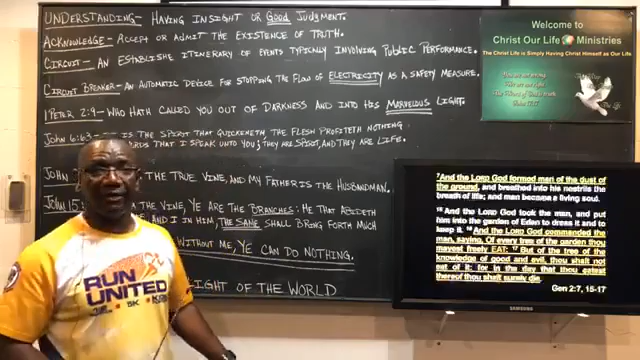 UNDERSTANDING- HAVING INSIGHT OR GOOD JUDGMENT.
ACKNOWLEDGE- ACCEPT OR ADMIT THE EXISTENCE OF TRUTH.
CIRCUIT- AN ESTABLISHE ITINERARY OF EVENTS TYPICALLY INVOLVING PUBLIC PERFORMANCE.
CIRCUIT BREAKER- AN AUTOMATIC DEVICE FOR STOPPING THE FLOW OF ELECTRICITY AS A SAFETY MEASURE.
1 PETER 2:9- WHO HATH CALLED YOU OUT OF DARKNESS AND INTO HIS MARVELOUS LIGHT.
JOHN 6:63- IS THE SPIRIT THAT QUICKENETH THE FLESH PROFITETH NOTHING
THAT I SPEAK UNTO YOU; THEY ARE SPIRIT, AND THEY ARE LIFE.
JOHN THE TRUE VINE, AND MY FATHER IS THE HUSBANDMAN.
JOHN 15: THE VINE, YE ARE THE BRANCHES: HE THAT ABIDETH
AND I IN HIM, THE SAME SHALL BRING FORTH MUCH
WITHOUT ME, YE CAN DO NOTHING.
OF THE WORLD
Welcome to
Christ Our Life Ministries
The Christ Life is Simply Having Christ Himself as Our Life
7And the LORD God formed man of the dust of
the ground, and breathed into his nostrils the
breath of life; and man became a living soul.
15 And the LORD God took the man, and put
him into the garden of Eden to dress it and to
keep it. 16 And the LORD God commanded the
man, saying, Of every tree of the garden thou
mayest freely EAT: 17 But of the tree of the
knowledge of good and evil, thou shalt not
eat of it: for in the day that thou eatest
thereof thou shalt surely die.
Gen 2:7, 15-17
SAMSUNG
RUN
UNITED
5K